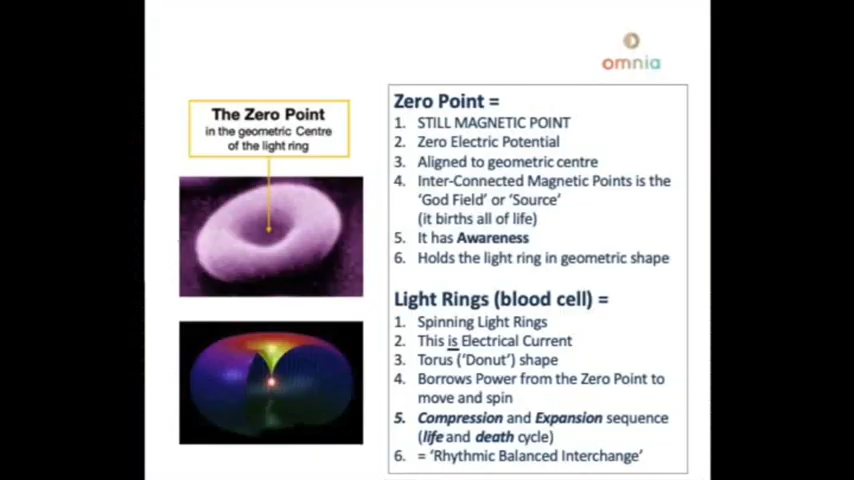 omnia
The Zero Point
in the geometric Centre
of the light ring
Zero Point =
1. STILL MAGNETIC POINT
2. Zero Electric Potential
3. Aligned to geometric centre
4. Inter-Connected Magnetic Points is the
'God Field' or 'Source'
(it births all of life)
5. It has Awareness
6. Holds the light ring in geometric shape
Light Rings (blood cell) =
1. Spinning Light Rings
2. This is Electrical Current
3. Torus ('Donut') shape
4. Borrows Power from the Zero Point to
move and spin
5. Compression and Expansion sequence
(life and death cycle)
6. = 'Rhythmic Balanced Interchange'